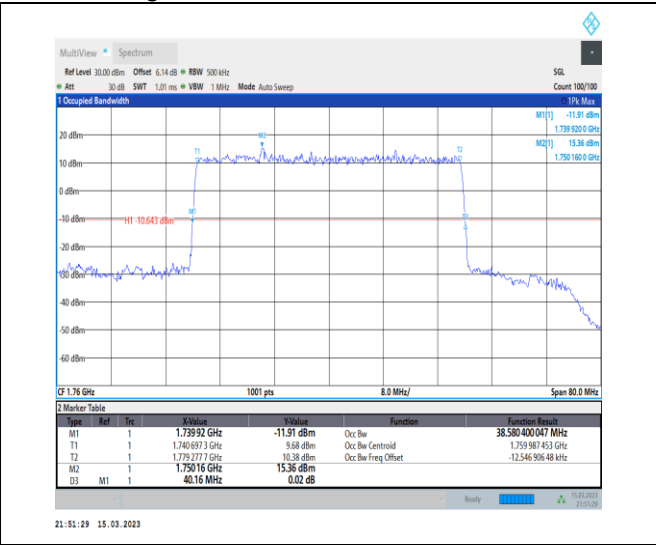 MultiView Spectrum
Ref Level 30.00 dBm Offset 6.14 dB RBW 500 kHz SGL
Att 30 dB SWT 1.01 ms VBW 1 MHz Mode Auto Sweep Count 100/100
1 Occupied Bandwidth 1Pk Max
M1[1] -11.91 dBm
1.739 920 0 GHz
M2[1] 15.36 dBm
1.750 160 0 GHz
20 dBm
M2
T1 T2
10 dBm
0 dBm
M1
-10 dBm
H1 -10.643 dBm
-20 dBm
-30 dBm
-40 dBm
-50 dBm
-60 dBm
CF 1.76 GHz 1001 pts 8.0 MHz/ Span 80.0 MHz
2 Marker Table
Type Ref Trc X-Value Y-Value Function Function Result
M1 1 1.739 92 GHz -11.91 dBm Occ Bw 38.580 400 047 MHz
T1 1 1.740 697 3 GHz 9.68 dBm Occ Bw Centroid 1.759 987 453 GHz
T2 1 1.779 277 7 GHz 10.38 dBm Occ Bw Freq Offset -12.546 906 48 kHz
M2 1 1.750 16 GHz 15.36 dBm
D3 M1 1 40.16 MHz 0.02 dB
Ready 15.03.2023
21:51:29
21:51:29 15.03.2023